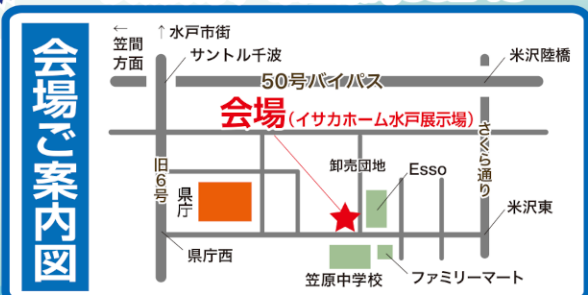 会場ご案内図
← ↑水戸市街
笠間
方面
サントル千波
米沢陸橋
50号バイパス
会場(イサカホーム水戸展示場)
さくら通り
旧6号
県庁
卸売団地
Esso
米沢東
県庁西
笠原中学校
ファミリーマート